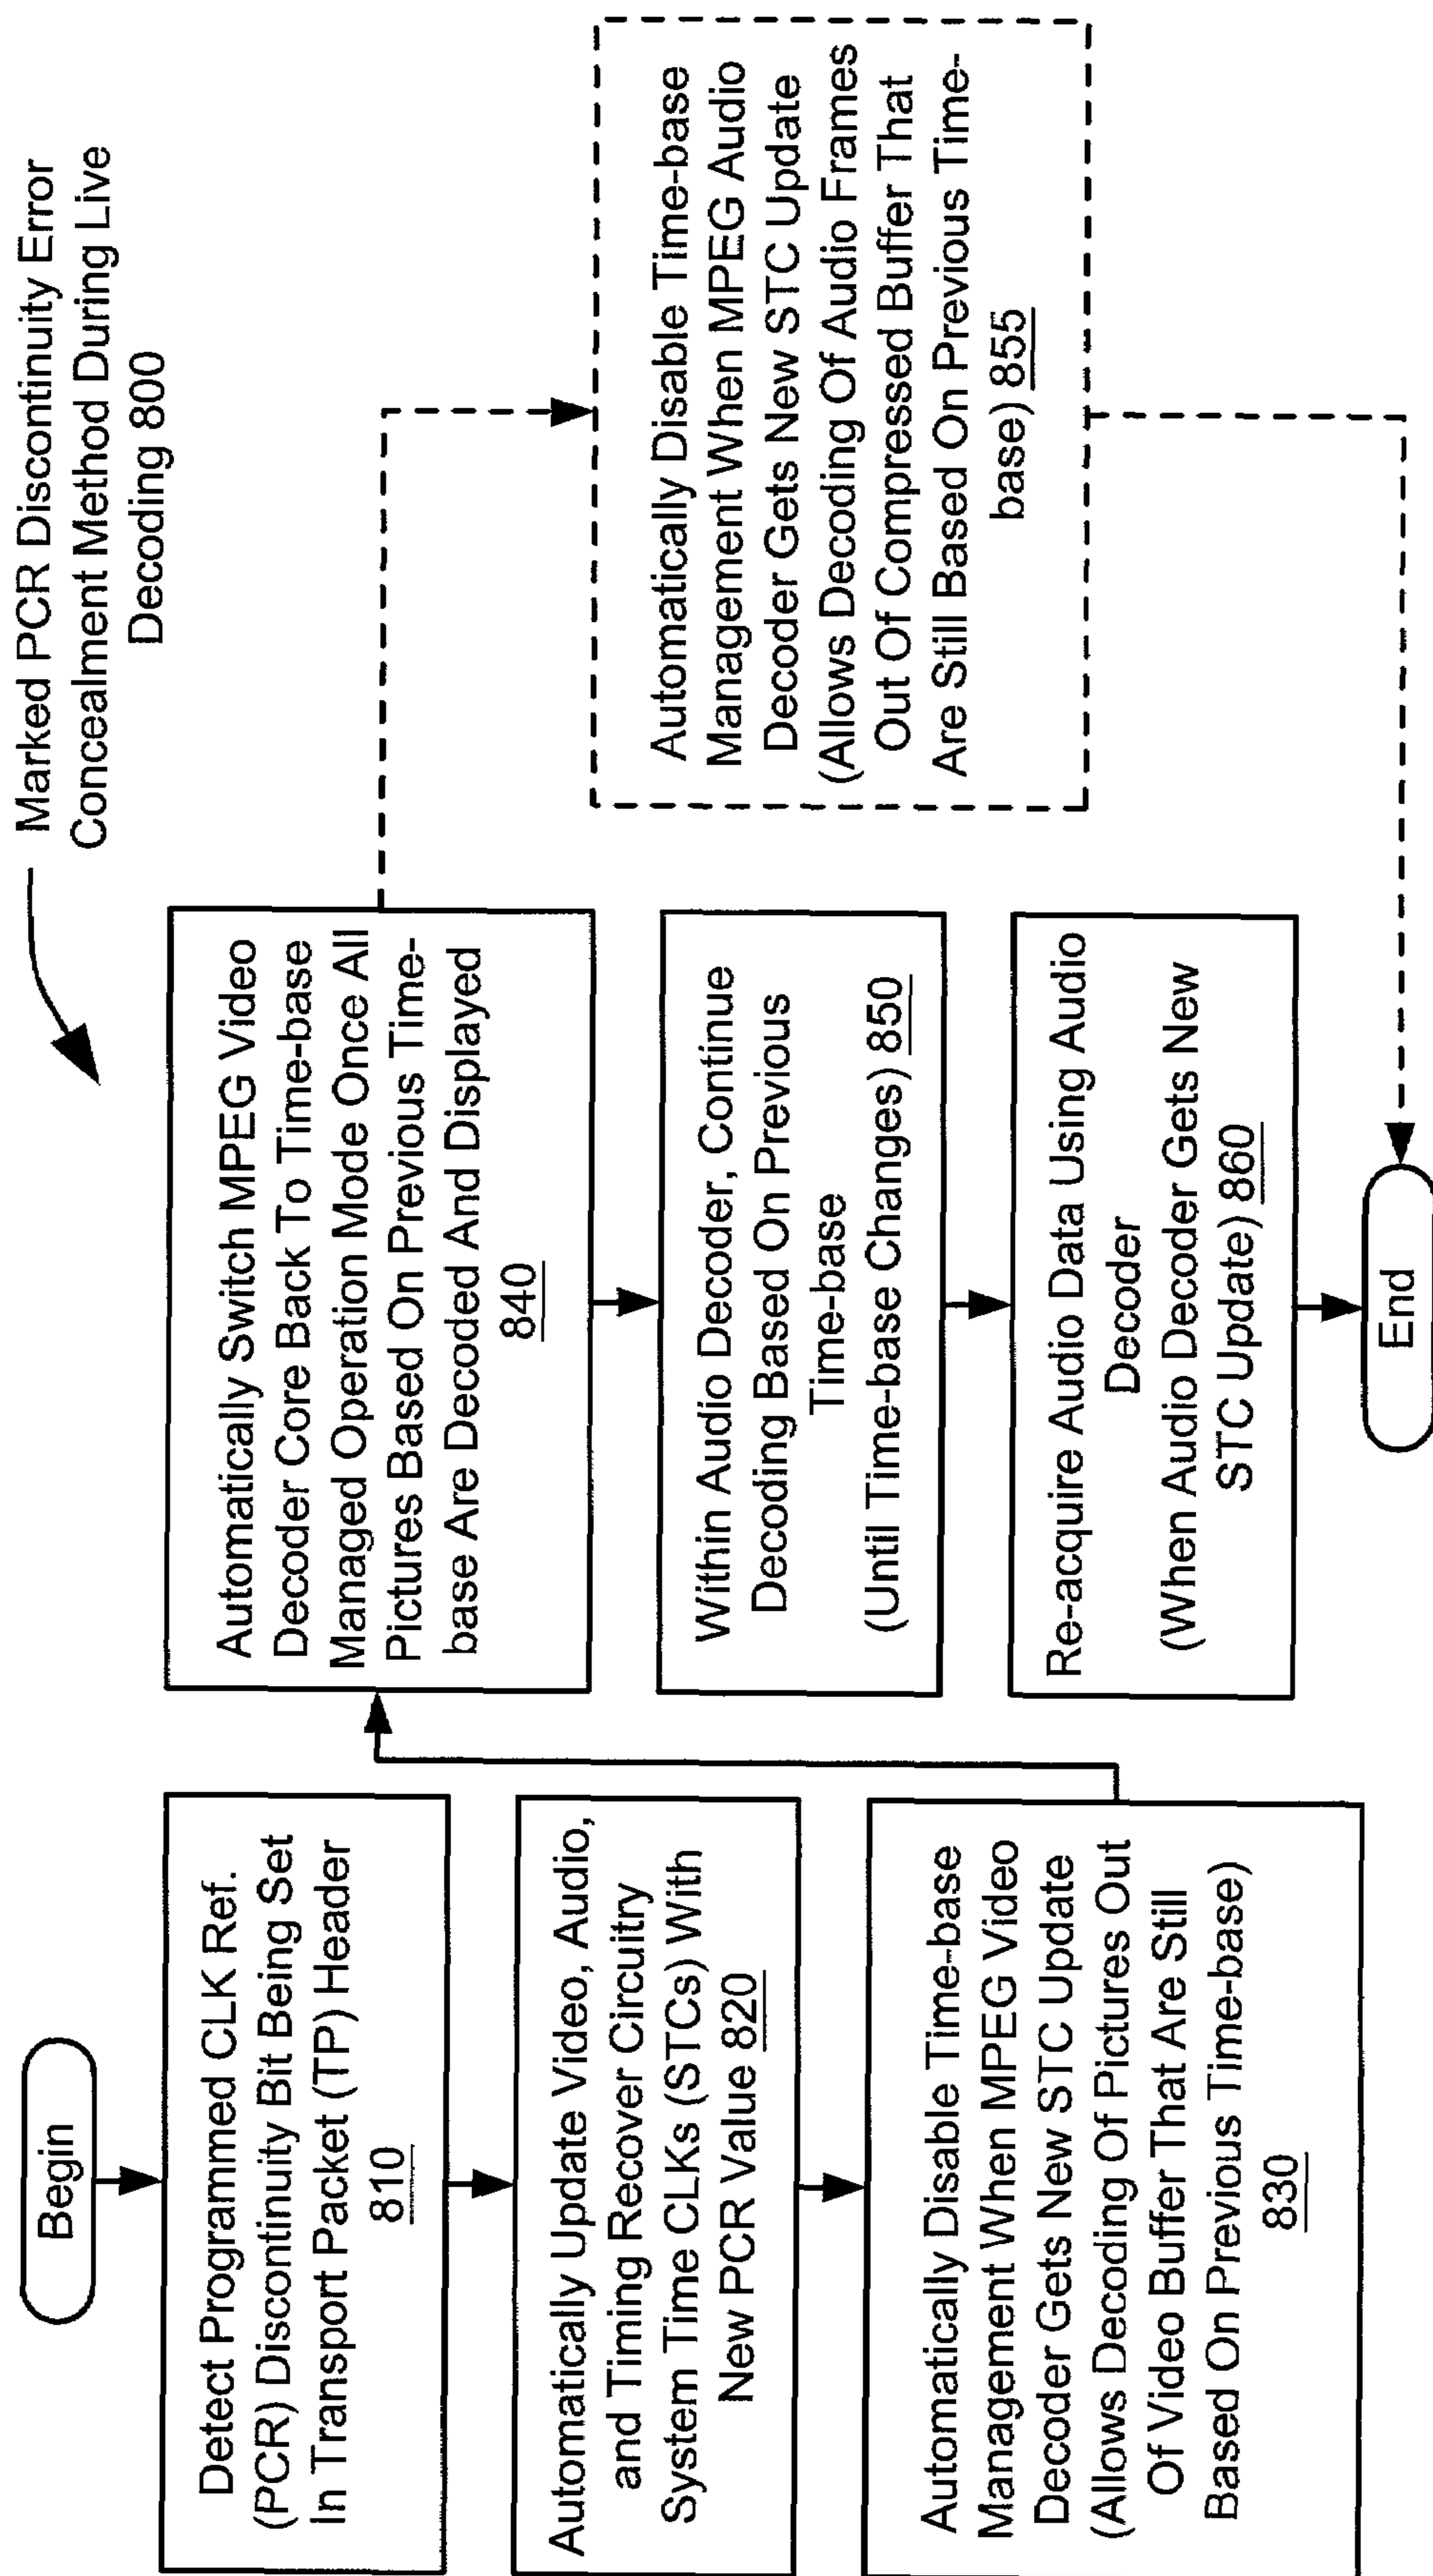 Marked PCR Discontinuity Error
Concealment Method During Live
Decoding 800
Begin
Detect Programmed CLK Ref.
(PCR) Discontinuity Bit Being Set
In Transport Packet (TP) Header
810
Automatically Update Video, Audio,
and Timing Recover Circuitry
System Time CLKs (STCs) With
New PCR Value 820
Automatically Disable Time-base
Management When MPEG Video
Decoder Gets New STC Update
(Allows Decoding Of Pictures Out
Of Video Buffer That Are Still
Based On Previous Time-base)
830
Automatically Switch MPEG Video
Decoder Core Back To Time-base
Managed Operation Mode Once All
Pictures Based On Previous Time-
base Are Decoded And Displayed
840
Within Audio Decoder, Continue
Decoding Based On Previous
Time-base
(Until Time-base Changes) 850
Re-acquire Audio Data Using Audio
Decoder
(When Audio Decoder Gets New
STC Update) 860
Automatically Disable Time-base
Management When MPEG Audio
Decoder Gets New STC Update
(Allows Decoding Of Audio Frames
Out Of Compressed Buffer That
Are Still Based On Previous Time-
base) 855
End